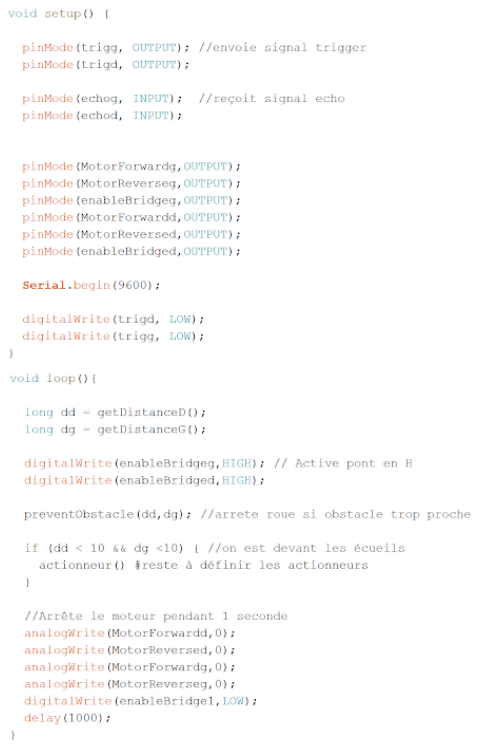 void setup() {
pinMode(trigg, OUTPUT); //envoie signal trigger
pinMode(trigd, OUTPUT);
pinMode(echog, INPUT);  //reçoit signal echo
pinMode(echod, INPUT);
pinMode(MotorForwardg,OUTPUT);
pinMode(MotorReverseg,OUTPUT);
pinMode(enableBridgeg,OUTPUT);
pinMode(MotorForwardd,OUTPUT);
pinMode(MotorReversed,OUTPUT);
pinMode(enableBridged,OUTPUT);
Serial.begin(9600);
digitalWrite(trigd, LOW);
digitalWrite(trigg, LOW);
}
void loop(){
long dd = getDistanceD();
long dg = getDistanceG();
digitalWrite(enableBridgeg,HIGH); // Active pont en H
digitalWrite(enableBridged,HIGH);
preventObstacle(dd,dg); //arrete roue si obstacle trop proche
if (dd < 10 && dg <10) { //on est devant les écueils
actionneur() #reste à définir les actionneurs
}
//Arrête le moteur pendant 1 seconde
analogWrite(MotorForwardd,0);
analogWrite(MotorReversed,0);
analogWrite(MotorForwardg,0);
analogWrite(MotorReverseg,0);
digitalWrite(enableBridge1,LOW);
delay(1000);
}